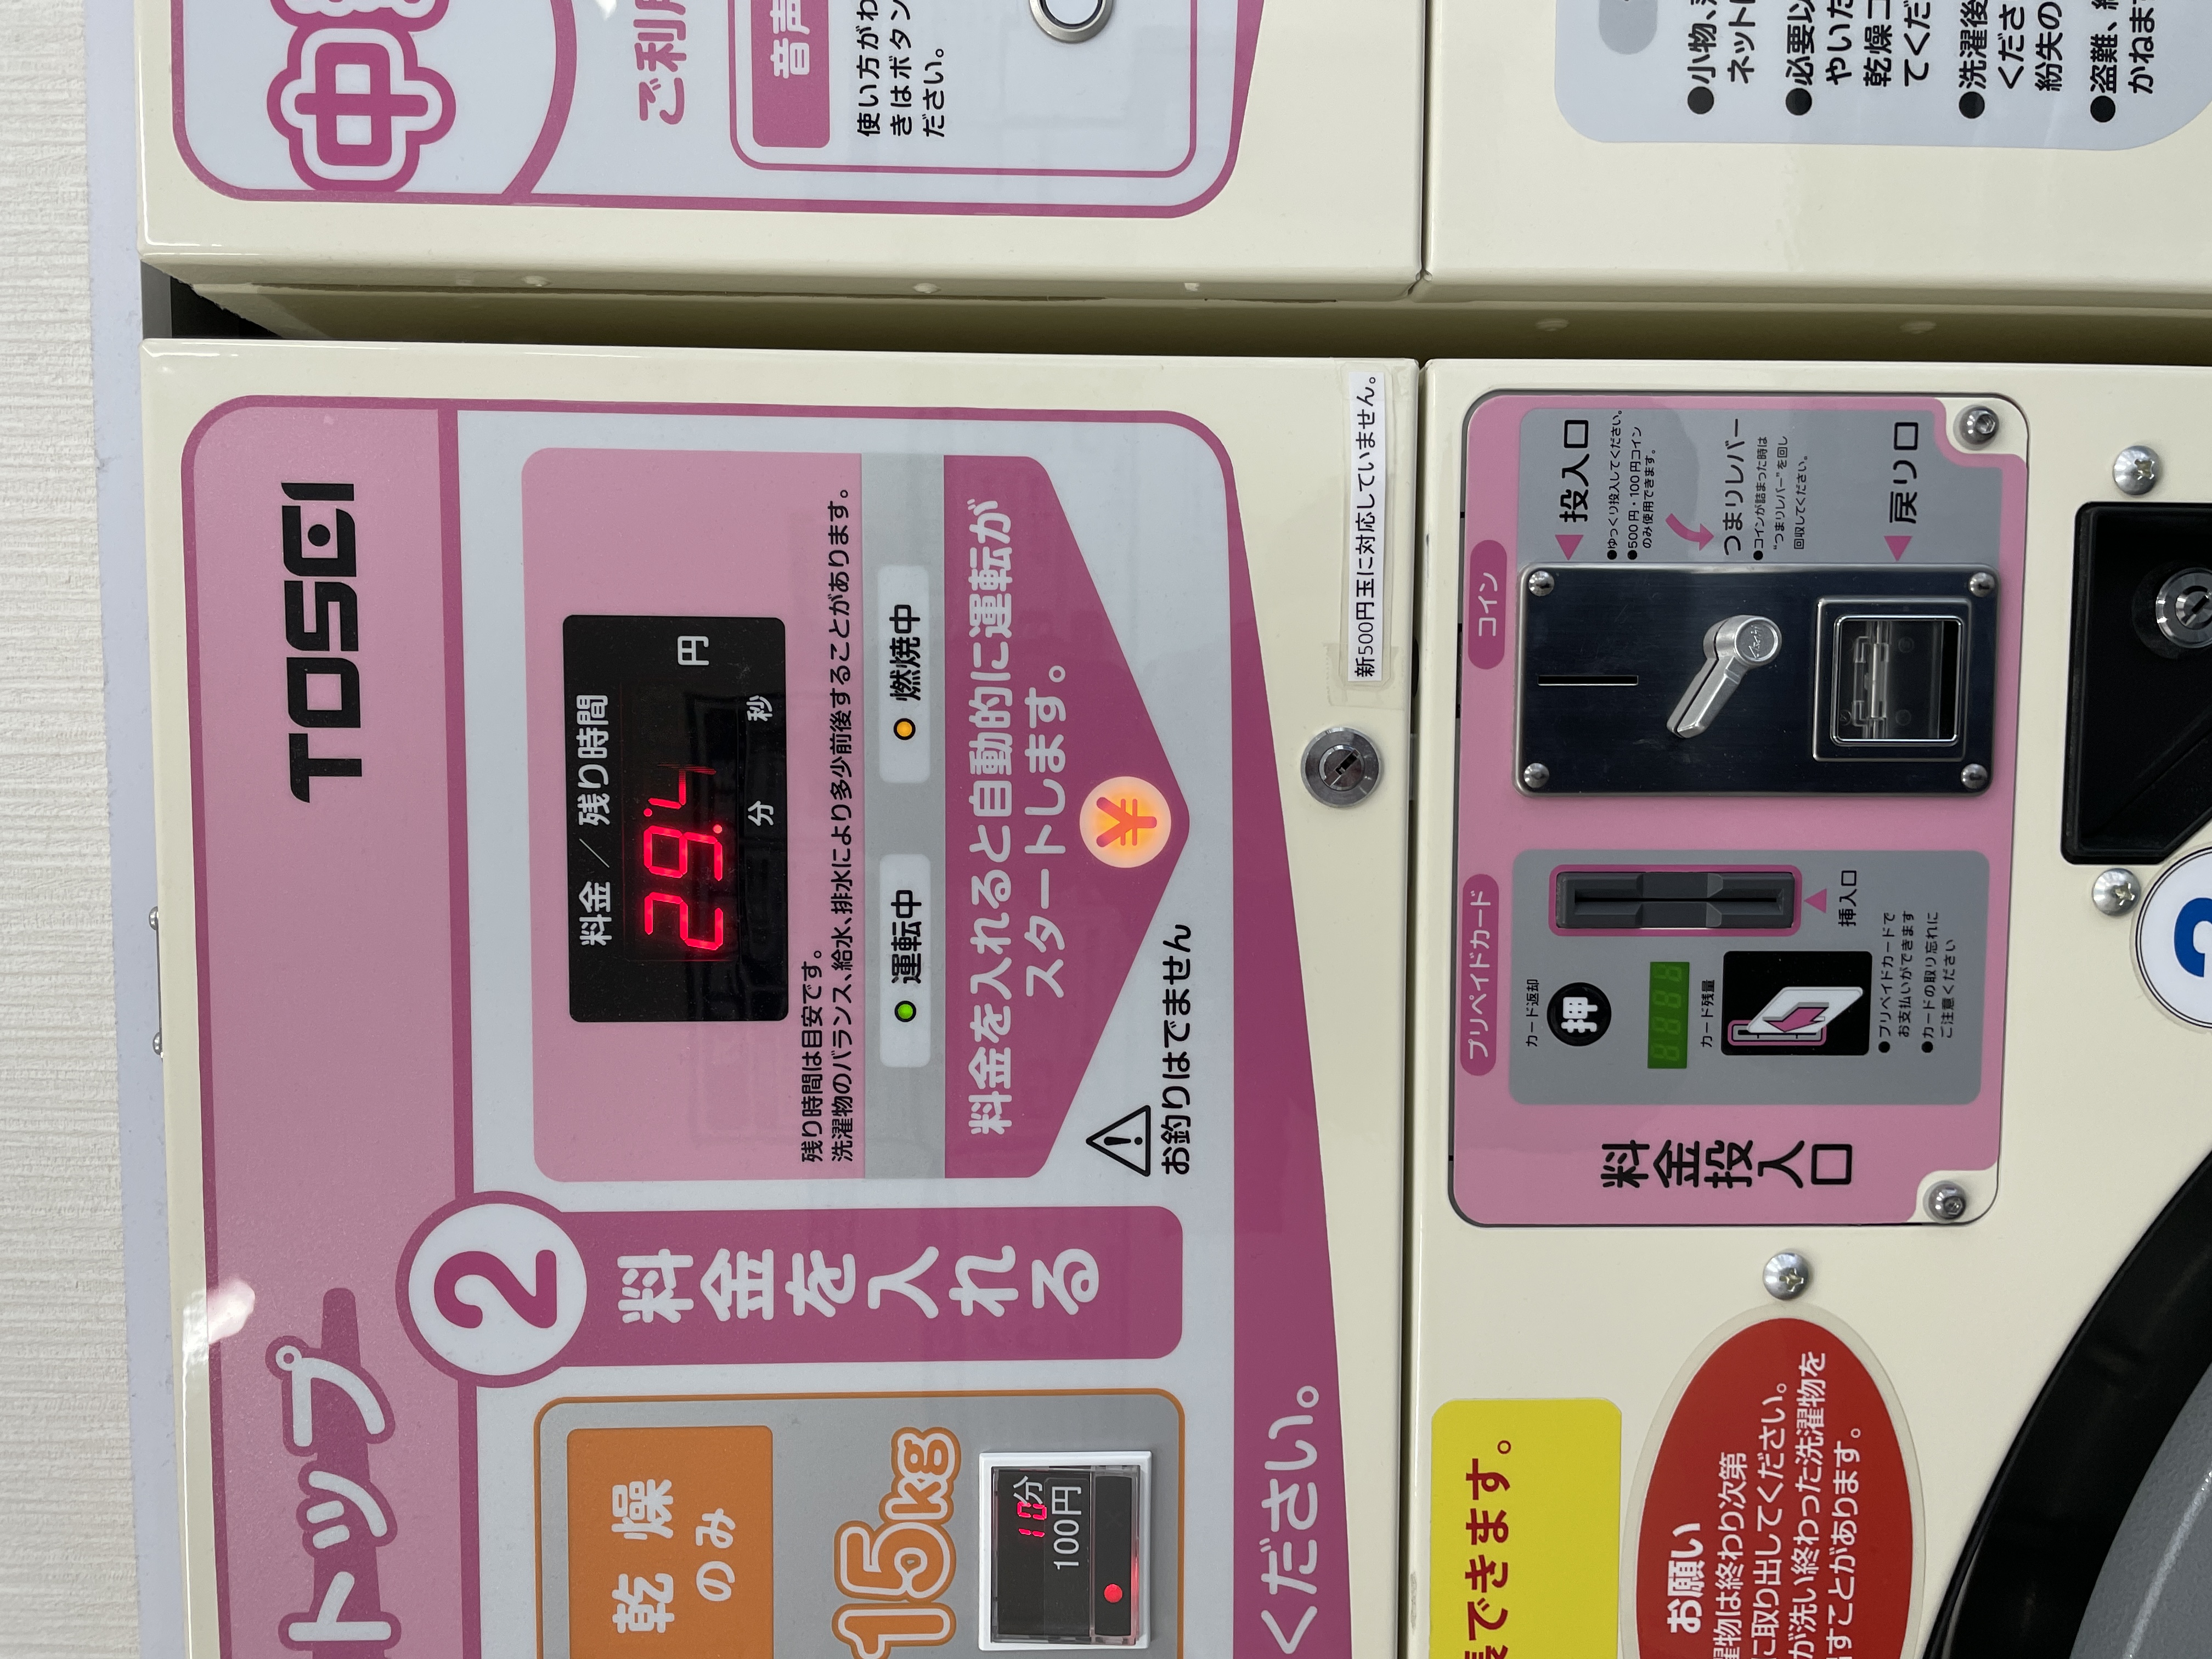 TOSEI
トップ
料金 / 残り時間
29.
円
分
秒
残り時間は目安です。
洗濯物のバランス、給水、排水により多少前後することがあります。
運転中
燃焼中
料金を入れると自動的に運転が
スタートします。
¥
お釣りはでません
2
料金を入れる
乾燥
のみ
15kg
10分
100円
ください。
新500円玉に対応していません。
料金投入口
プリペイドカード
カード返却
押
8888
カード残量
挿入口
●プリペイドカードで
お支払いができます
●カードの取り忘れに
ご注意ください
コイン
投入口
●ゆっくり投入してください。
●500円・100円コイン
のみ使用できます。
つまりレバー
●コインが詰まった時は
"つまりレバー"を回し
回収してください。
戻り口
できます。
お願い
濯物は終わり次第
に取り出してください。
が洗い終わった洗濯物を
すことがあります。
中
ご利用
音声
使い方がわ
きはボタン
ださい。
●小物、
ネット
●必要以
やいた
乾燥コ
てくだ
●洗濯後
くださ
紛失の
●盗難、
かねま